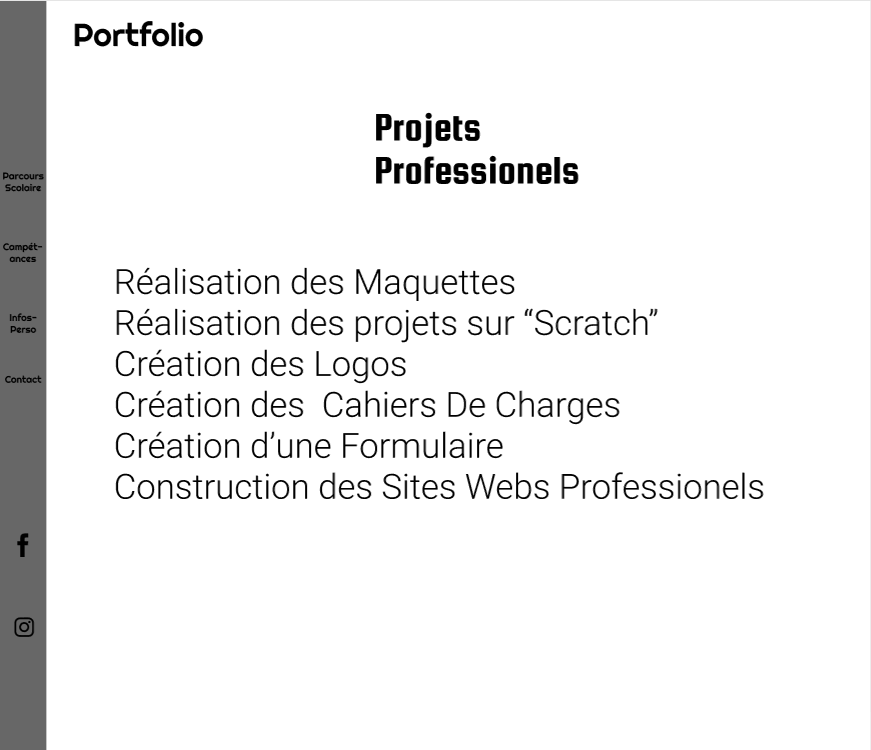 Portfolio
Projets
Professionels
Parcours
Scolaire
Campét-
ances
Infos-
Perso
Contact
Réalisation des Maquettes
Réalisation des projets sur “Scratch”
Création des Logos
Création des  Cahiers De Charges
Création d’une Formulaire
Construction des Sites Webs Professionels